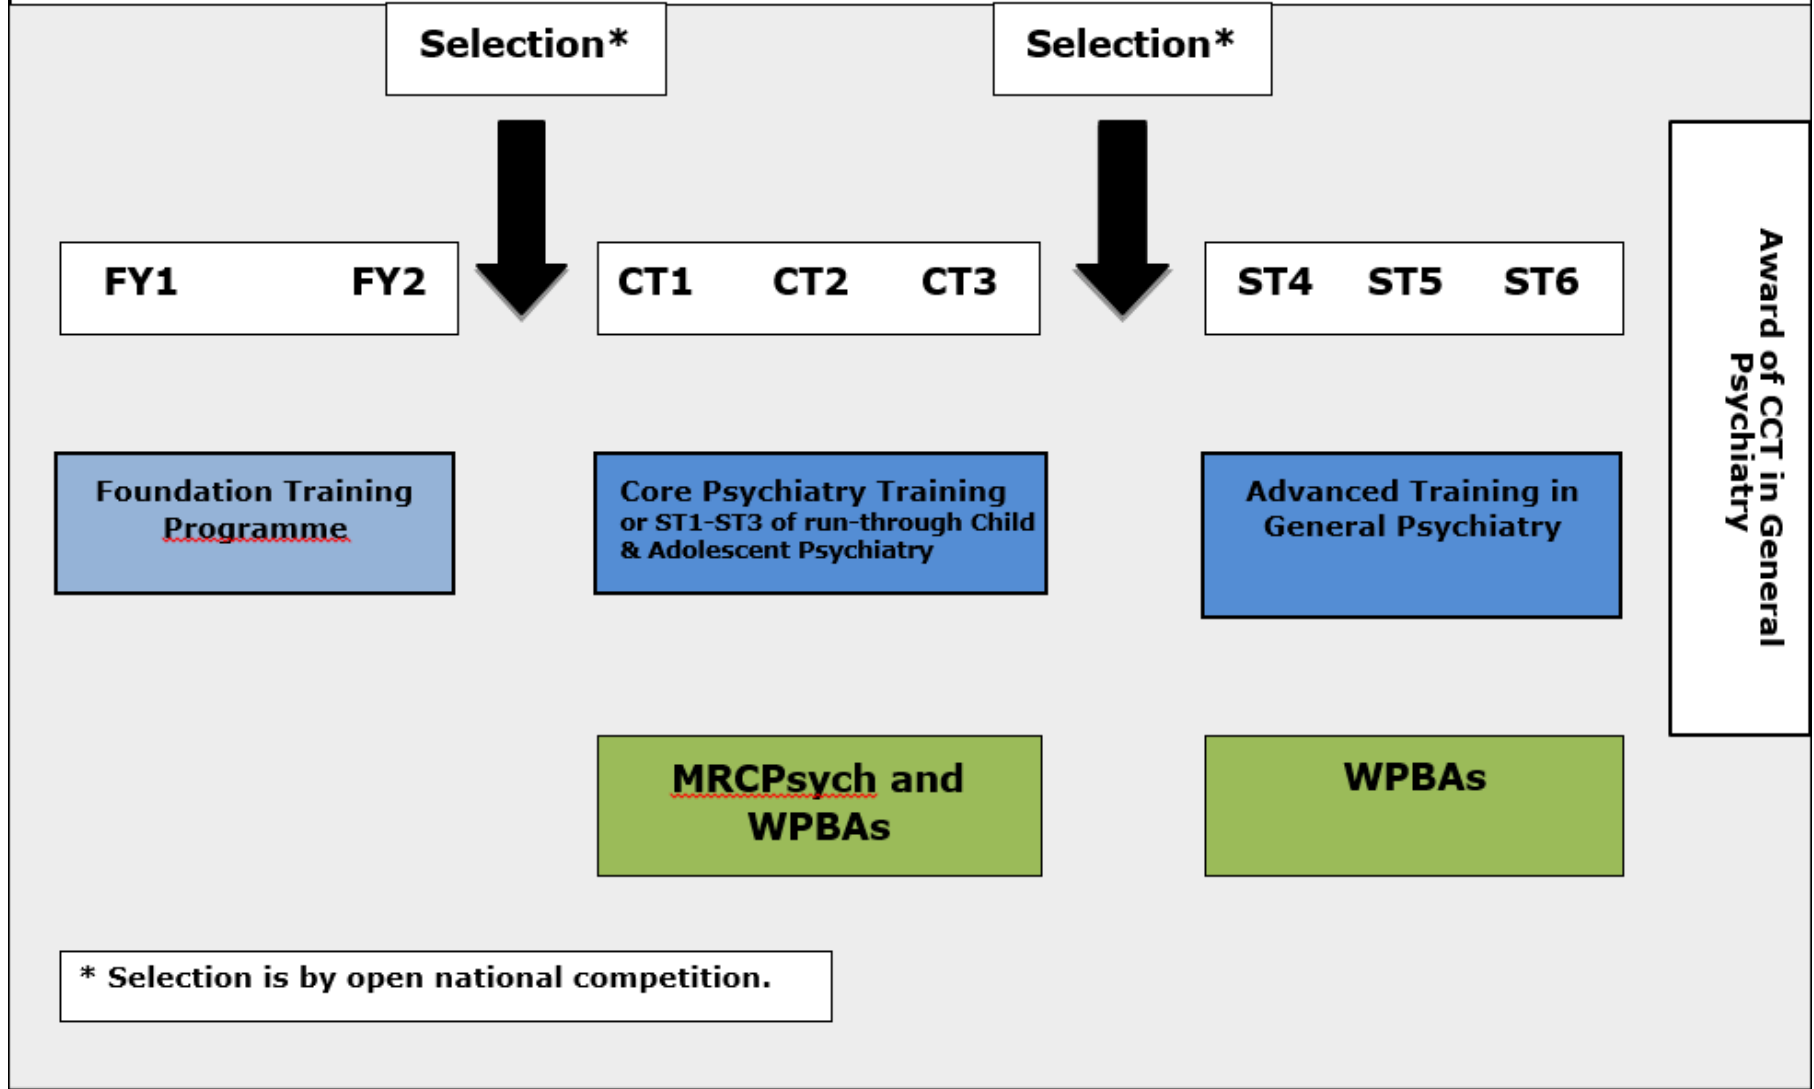 Selection*
Selection*
FY1 FY2
CT1 CT2 CT3
ST4 ST5 ST6
Foundation Training
Programme
Core Psychiatry Training
or ST1-ST3 of run-through Child
& Adolescent Psychiatry
Advanced Training in
General Psychiatry
Award of CCT in General
Psychiatry
MRCPsych and
WPBAs
WPBAs
* Selection is by open national competition.